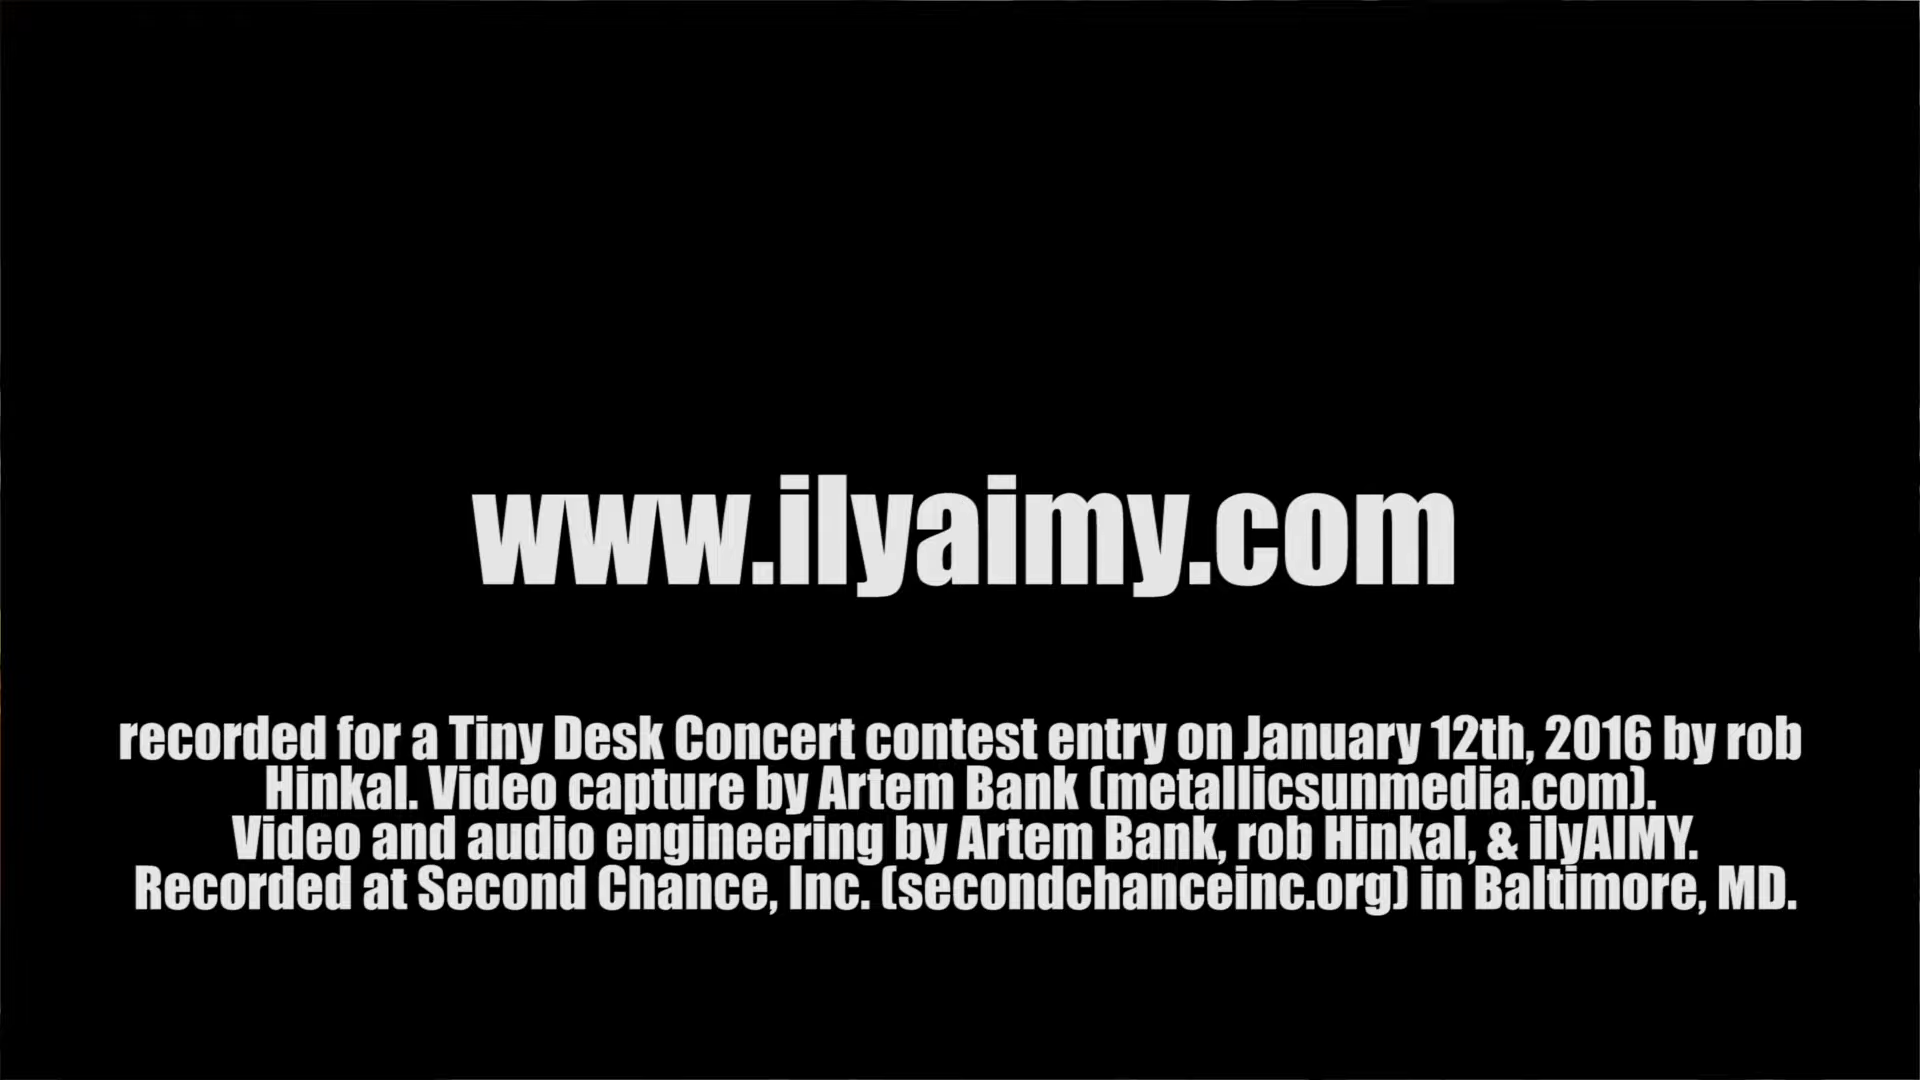 www.ilyaimy.com
recorded for a Tiny Desk Concert contest entry on January 12th, 2016 by rob
Hinkal. Video capture by Artem Bank (metallicsunmedia.com).
Video and audio engineering by Artem Bank, rob Hinkal, & ilyAIMY.
Recorded at Second Chance, Inc. (secondchanceinc.org) in Baltimore, MD.